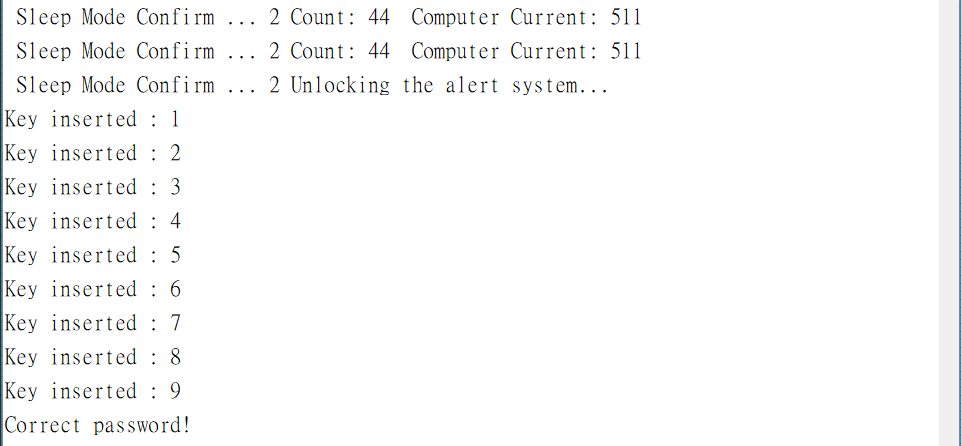 Sleep Mode Confirm ... 2 Count: 44  Computer Current: 511
Sleep Mode Confirm ... 2 Count: 44  Computer Current: 511
Sleep Mode Confirm ... 2 Unlocking the alert system...
Key inserted : 1
Key inserted : 2
Key inserted : 3
Key inserted : 4
Key inserted : 5
Key inserted : 6
Key inserted : 7
Key inserted : 8
Key inserted : 9
Correct password!